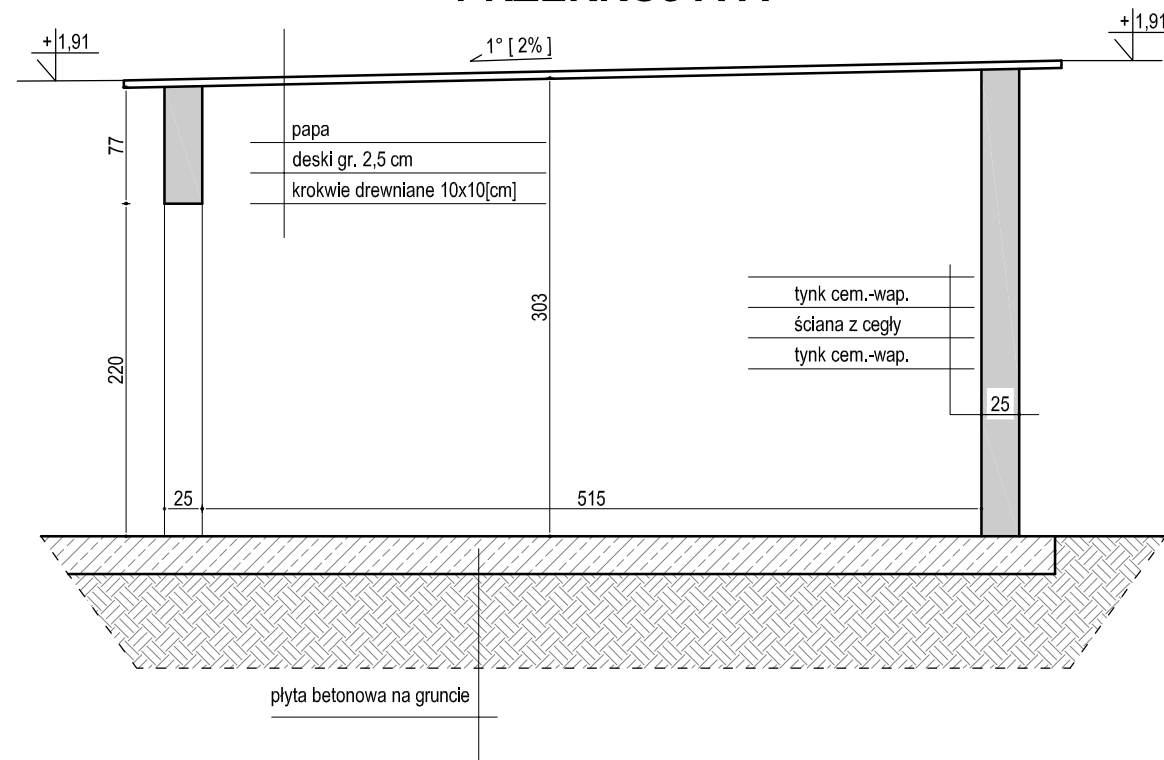 +1,91
+1,91
1° [ 2% ]
77
papa
deski gr. 2,5 cm
krokwie drewniane 10x10[cm]
303
tynk cem.-wap.
ściana z cegły
tynk cem.-wap.
220
25
25
515
płyta betonowa na gruncie